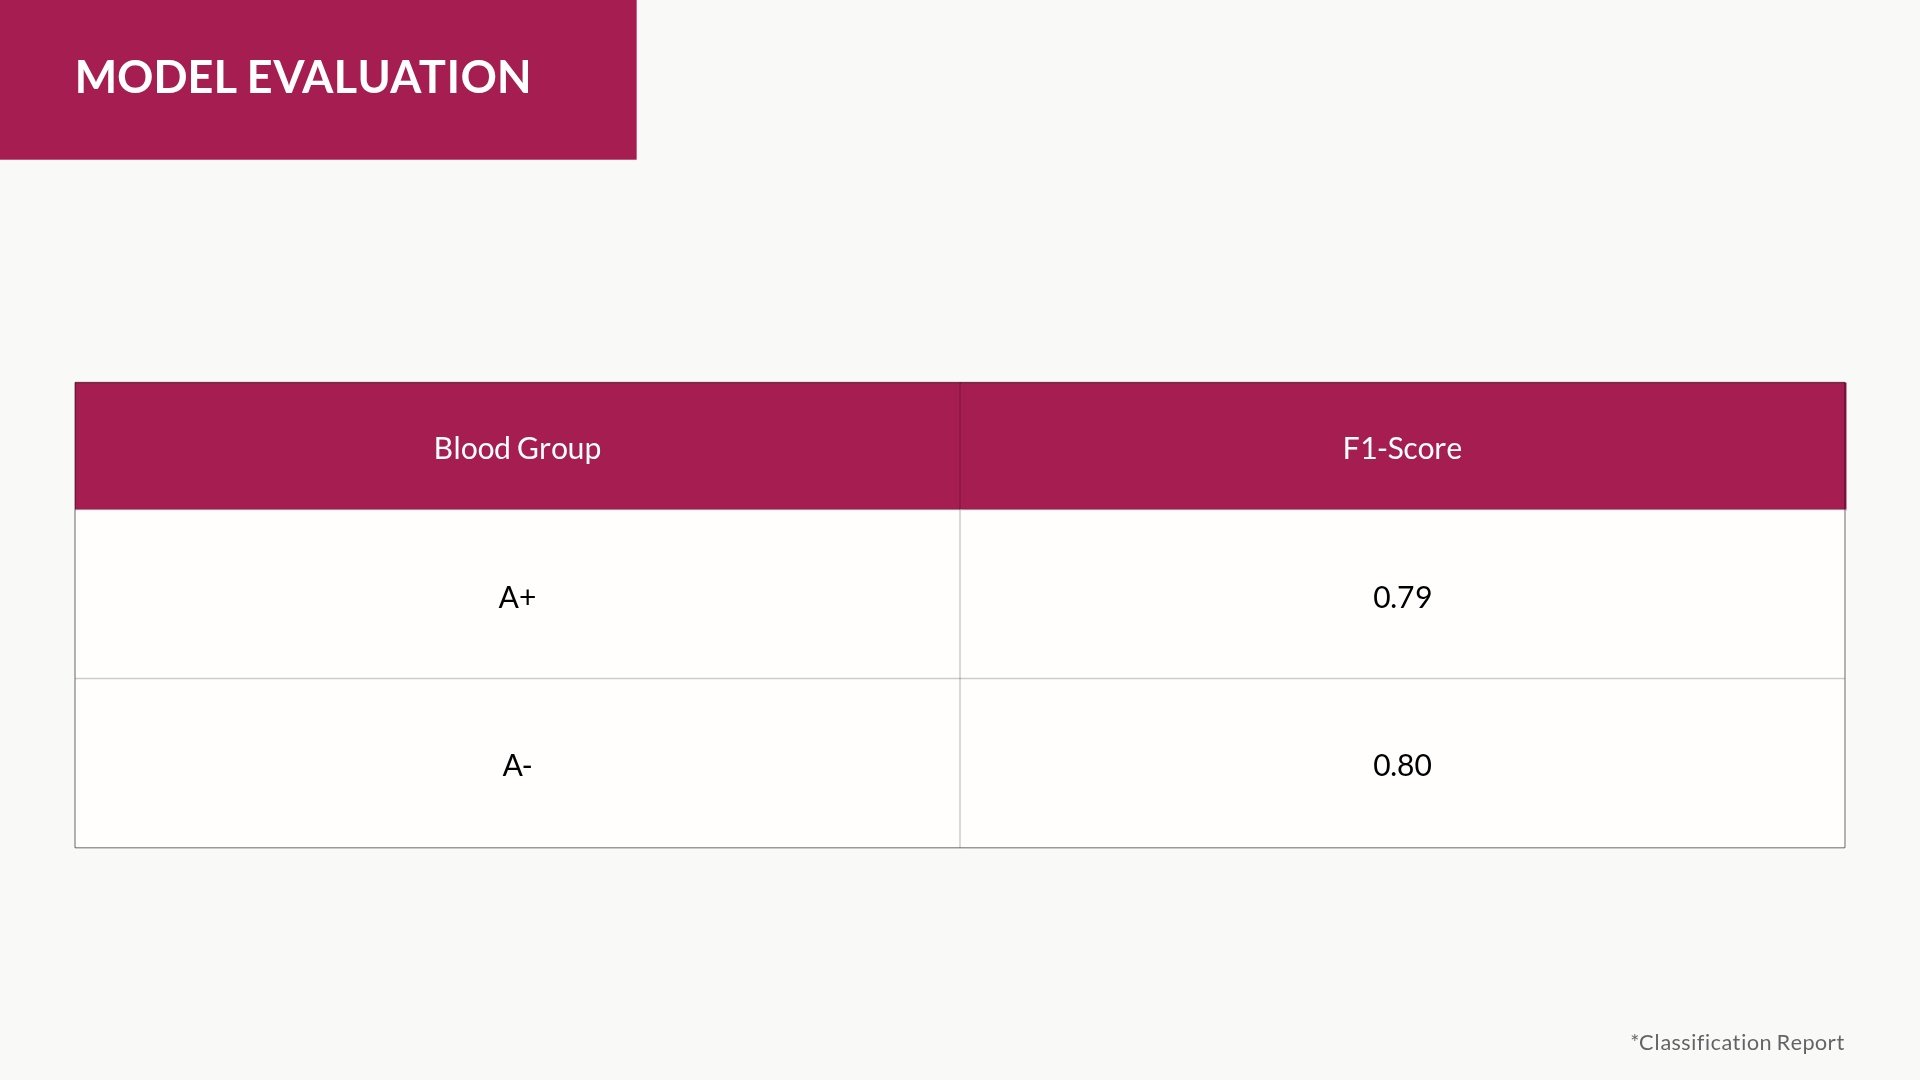 MODEL EVALUATION
Blood Group F1-Score
A+ 0.79
A- 0.80
*Classification Report